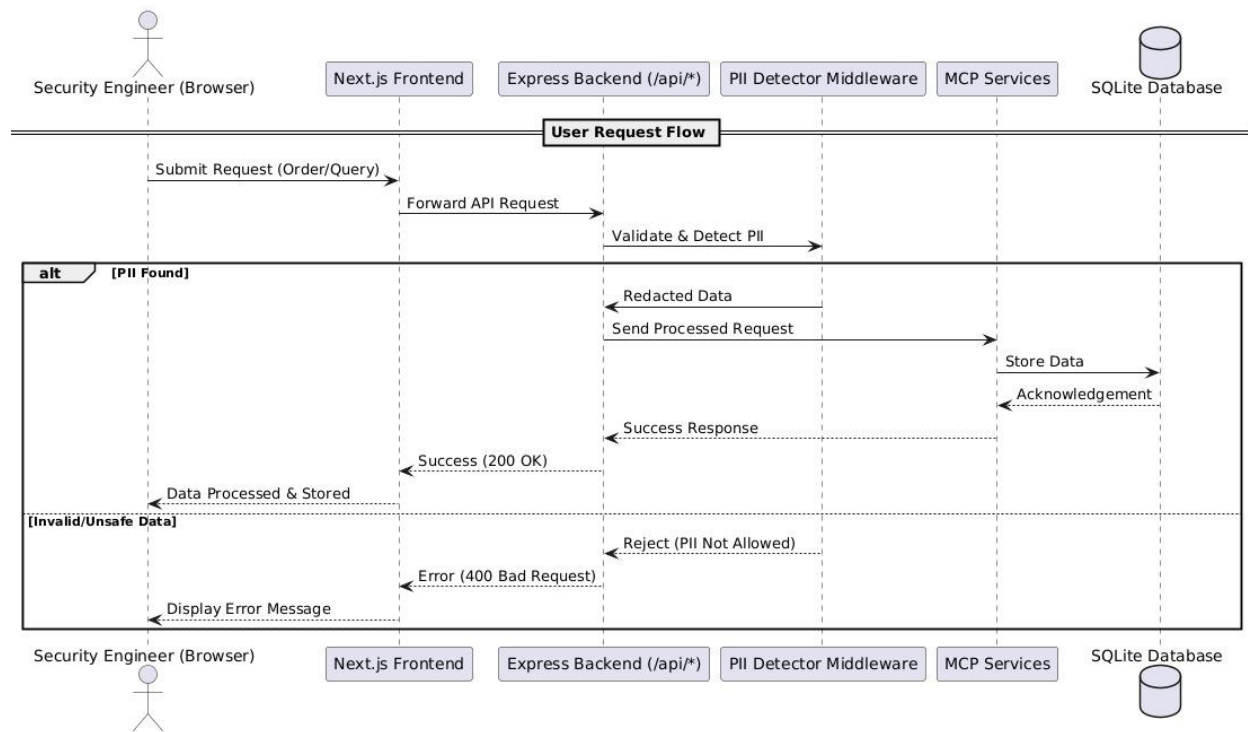 Security Engineer (Browser)
Next.js Frontend
Express Backend (/api/*)
PII Detector Middleware
MCP Services
SQLite Database
User Request Flow
Submit Request (Order/Query)
Forward API Request
Validate & Detect PII
alt
[PII Found]
Redacted Data
Send Processed Request
Store Data
Acknowledgement
Success Response
Success (200 OK)
Data Processed & Stored
[Invalid/Unsafe Data]
Reject (PII Not Allowed)
Error (400 Bad Request)
Display Error Message
Security Engineer (Browser)
Next.js Frontend
Express Backend (/api/*)
PII Detector Middleware
MCP Services
SQLite Database